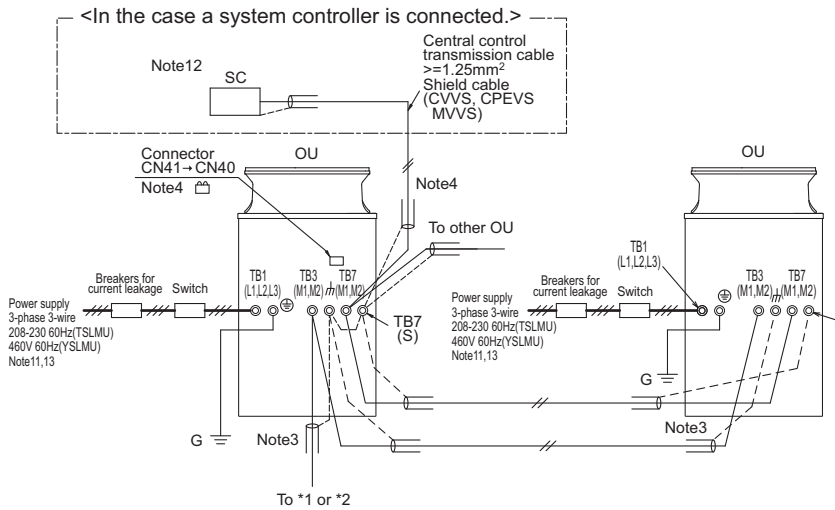 <In the case a system controller is connected.>
Note12
SC
Central control
transmission cable
>=1.25mm²
Shield cable
(CVVS, CPEVS
MVVS)
Connector
CN41→CN40
Note4
OU
Note4
To other OU
OU
Breakers for
current leakage
Switch
TB1
(L1,L2,L3)
TB3
(M1,M2)
TB7
(M1,M2)
Power supply
3-phase 3-wire
208-230 60Hz(TSLMU)
460V 60Hz(YSLMU)
Note11,13
TB7
(S)
G
Note3
To *1 or *2
Breakers for
current leakage
Switch
TB1
(L1,L2,L3)
TB3
(M1,M2)
TB7
(M1,M2)
Power supply
3-phase 3-wire
208-230 60Hz(TSLMU)
460V 60Hz(YSLMU)
Note11,13
G
Note3